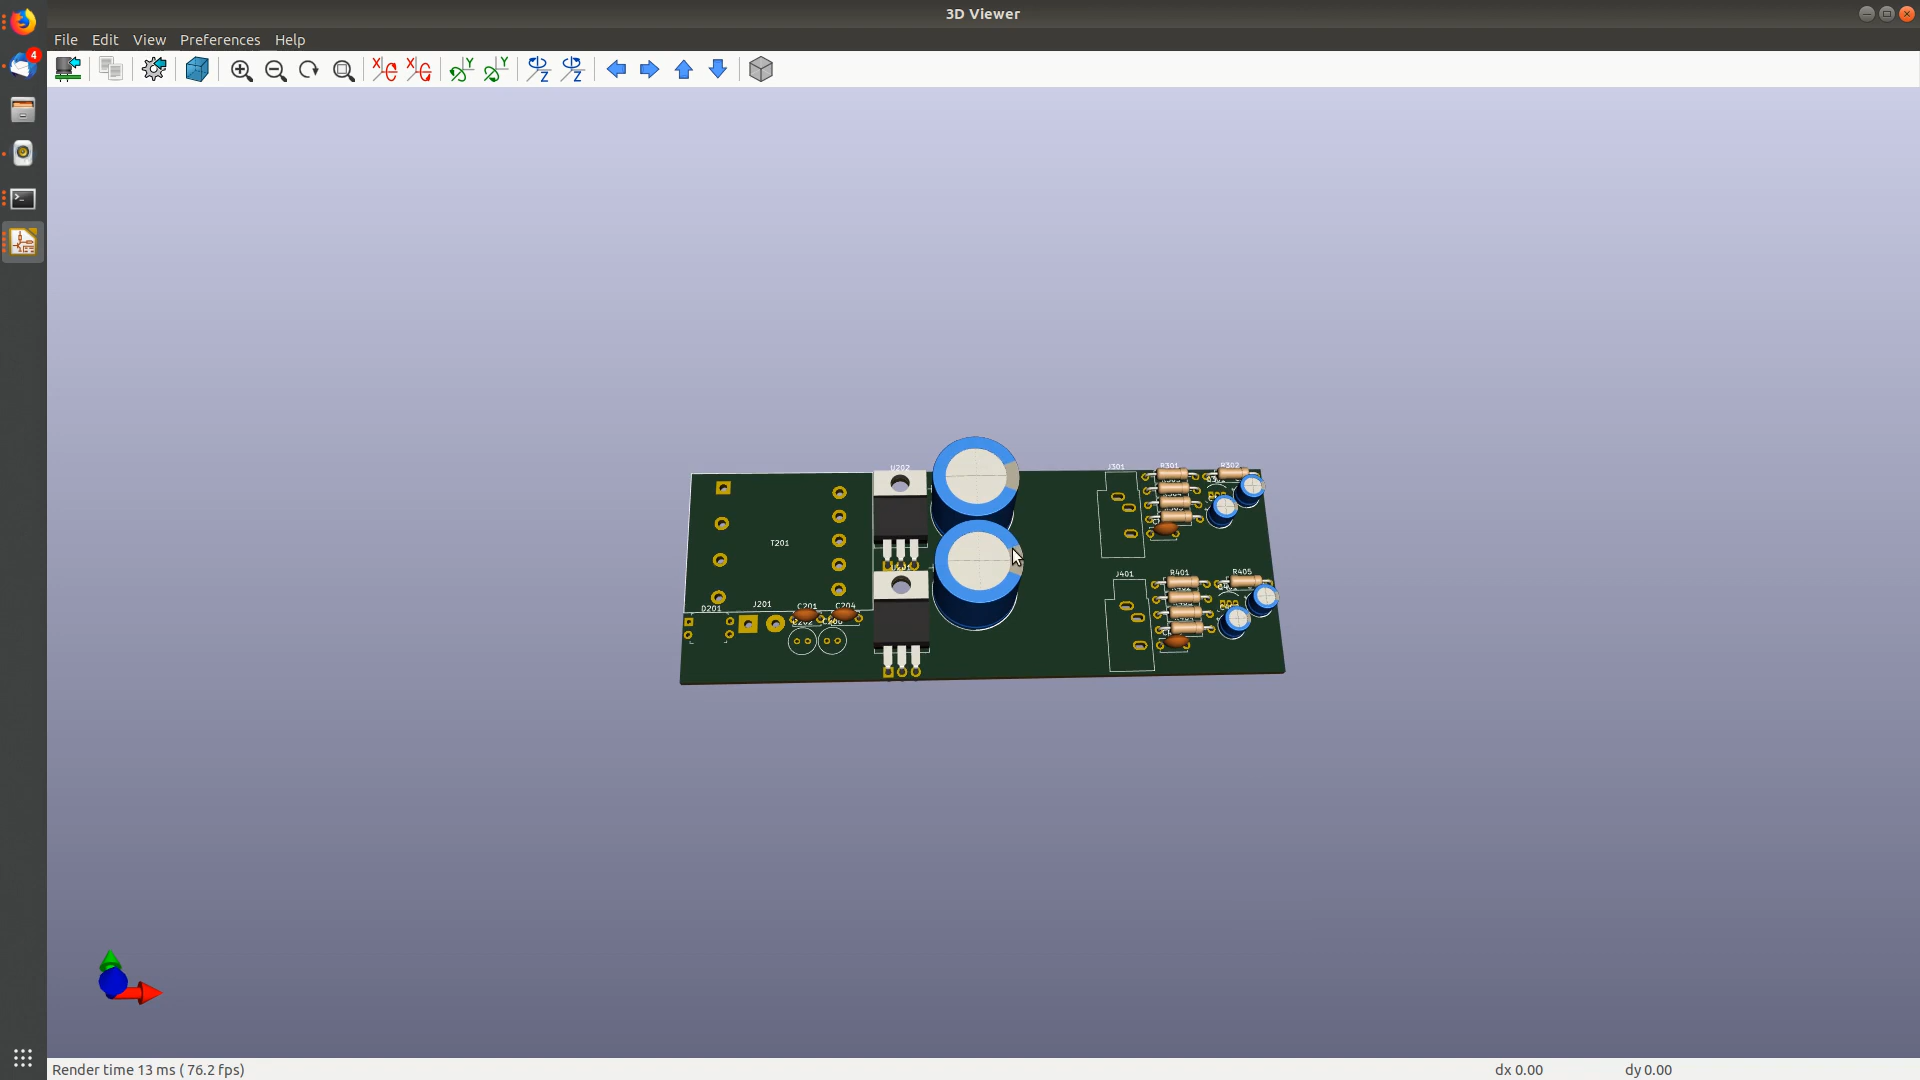 3D Viewer
4
File Edit View Preferences Help
X X Y Y Z Z
U202
J301 R301 R302
T201
J401 R401 R405
D201 J201 C201 C204
Render time 13 ms ( 76.2 fps) dx 0.00 dy 0.00